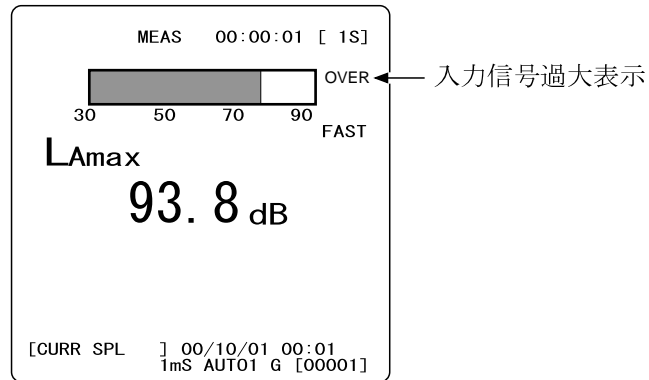 MEAS 00:00:01 [ 1S]
OVER
入力信号過大表示
30 50 70 90
FAST
LAmax
93.8 dB
[CURR SPL ] 00/10/01 00:01
1mS AUTO1 G [00001]